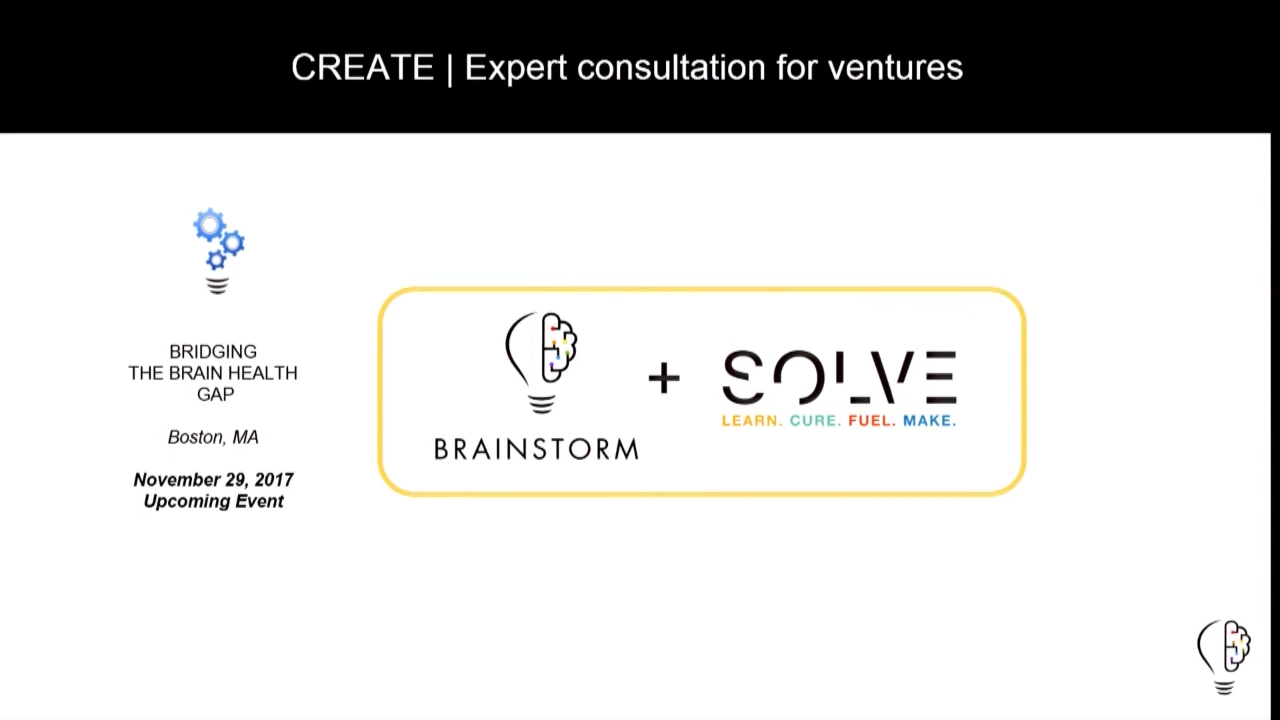 CREATE | Expert consultation for ventures
BRIDGING
THE BRAIN HEALTH
GAP
Boston, MA
November 29, 2017
Upcoming Event
BRAINSTORM
+
SOLVE
LEARN. CURE. FUEL. MAKE.